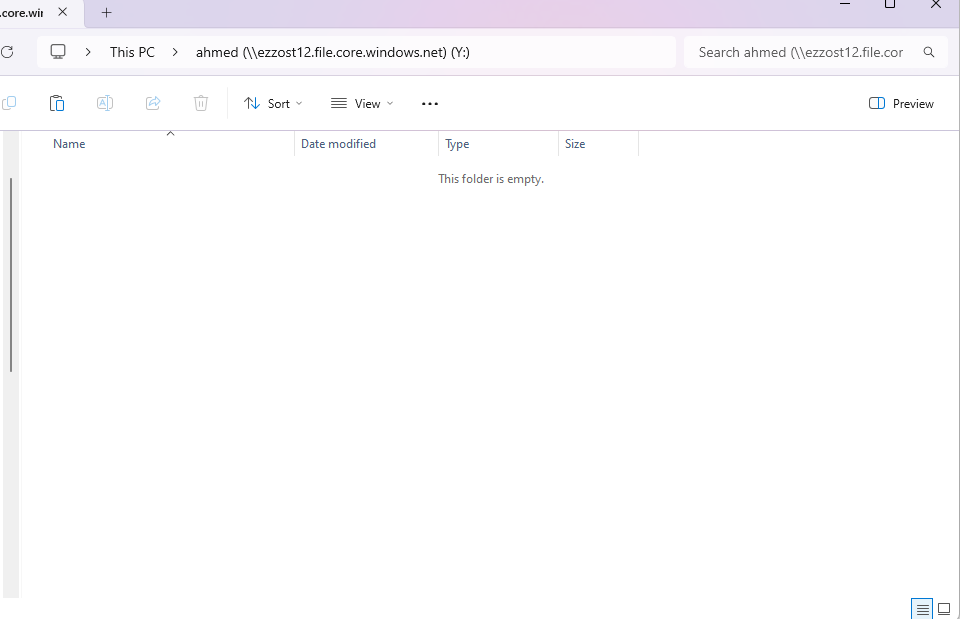 .core.wir
This PC > ahmed (\\ezzost12.file.core.windows.net) (Y:)
Search ahmed (\\ezzost12.file.cor
Sort
View
Preview
Name
Date modified
Type
Size
This folder is empty.